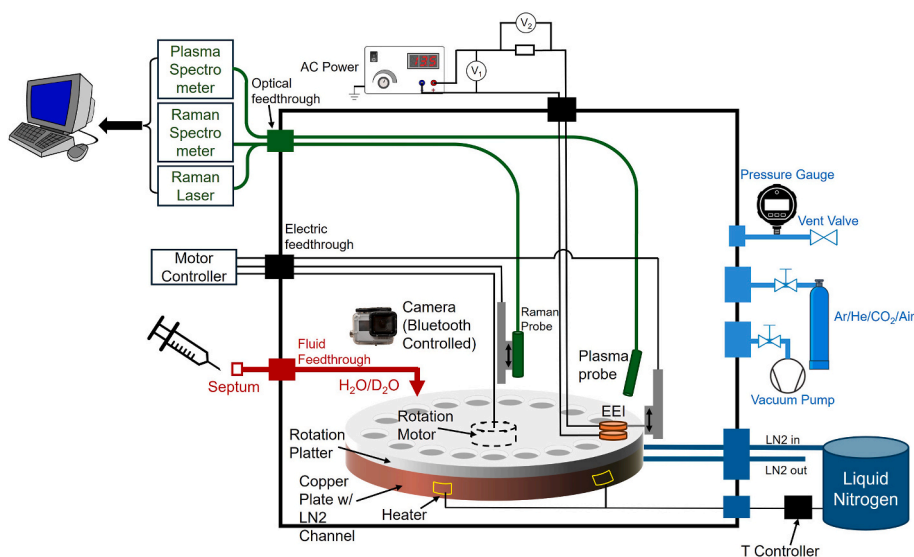 Plasma
Spectro
meter
Raman
Spectro
meter
Raman
Laser
Optical
feedthrough
AC Power
V2
V1
Pressure Gauge
Vent Valve
Electric
feedthrough
Motor
Controller
Camera
(Bluetooth
Controlled)
Raman
Probe
Plasma
probe
Ar/He/CO2/Air
Vacuum Pump
Fluid
Feedthrough
Septum
H2O/D2O
EEI
Rotation
Motor
Rotation
Platter
Copper
Plate w/
LN2
Channel
Heater
LN2 in
LN2 out
Liquid
Nitrogen
T Controller